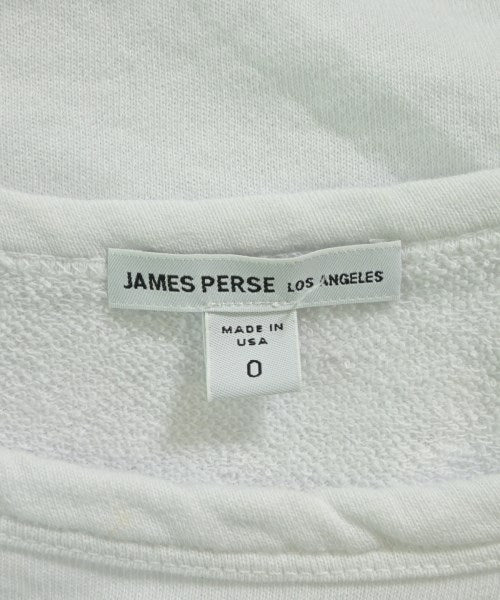 JAMES PERSE LOS ANGELES
MADE IN
USA
0